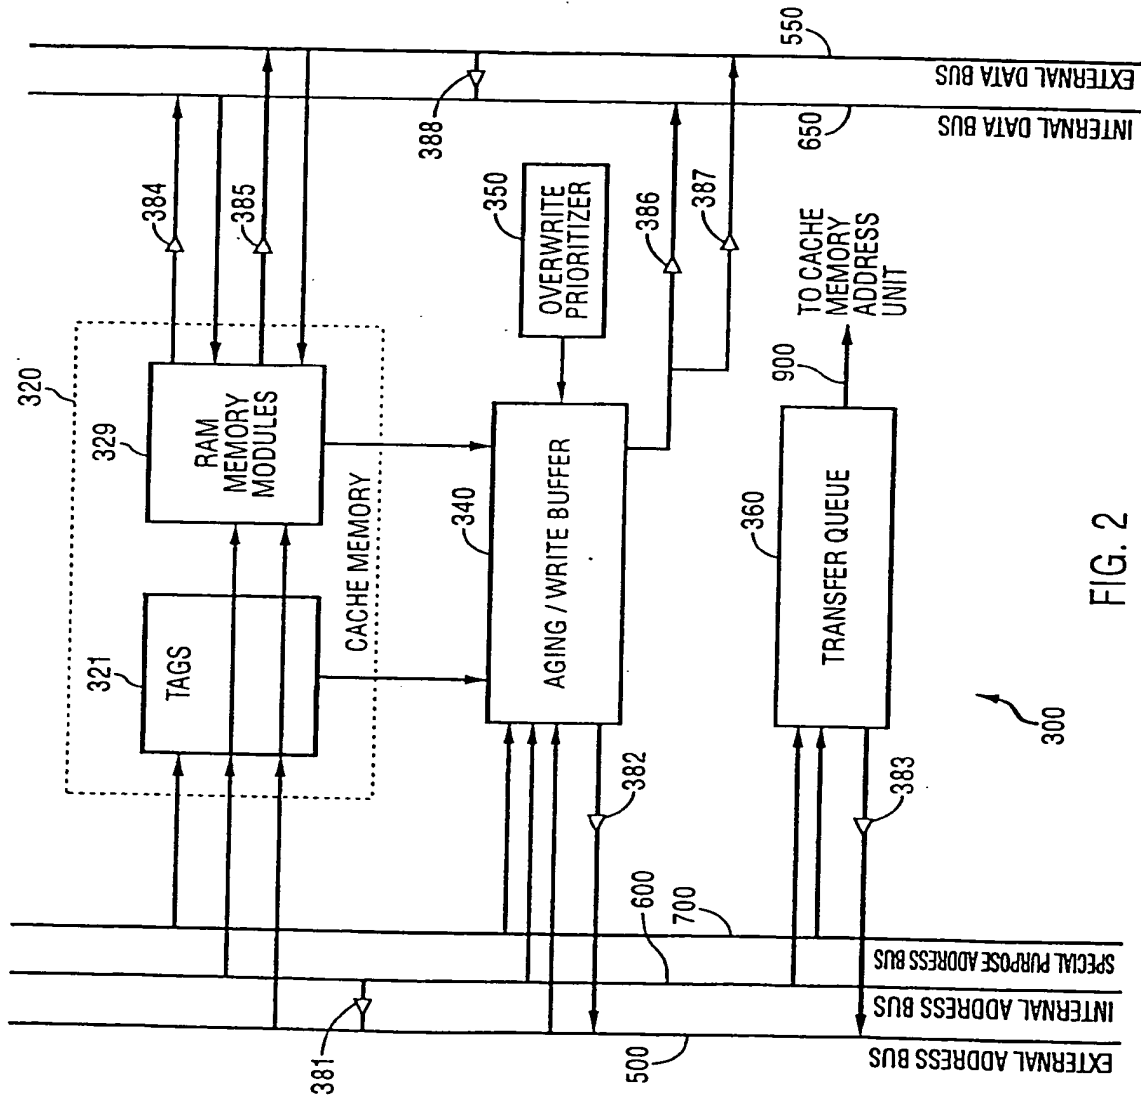 320
329
RAM
MEMORY
MODULES
321
TAGS
CACHE MEMORY
384
385
388
550
EXTERNAL DATA BUS
650
INTERNAL DATA BUS
350
OVERWRITE
PRIORITIZER
340
AGING / WRITE BUFFER
386
387
382
381
500
EXTERNAL ADDRESS BUS
600
INTERNAL ADDRESS BUS
700
SPECIAL PURPOSE ADDRESS BUS
360
TRANSFER QUEUE
383
900
TO CACHE
MEMORY
ADDRESS
UNIT
300
FIG. 2